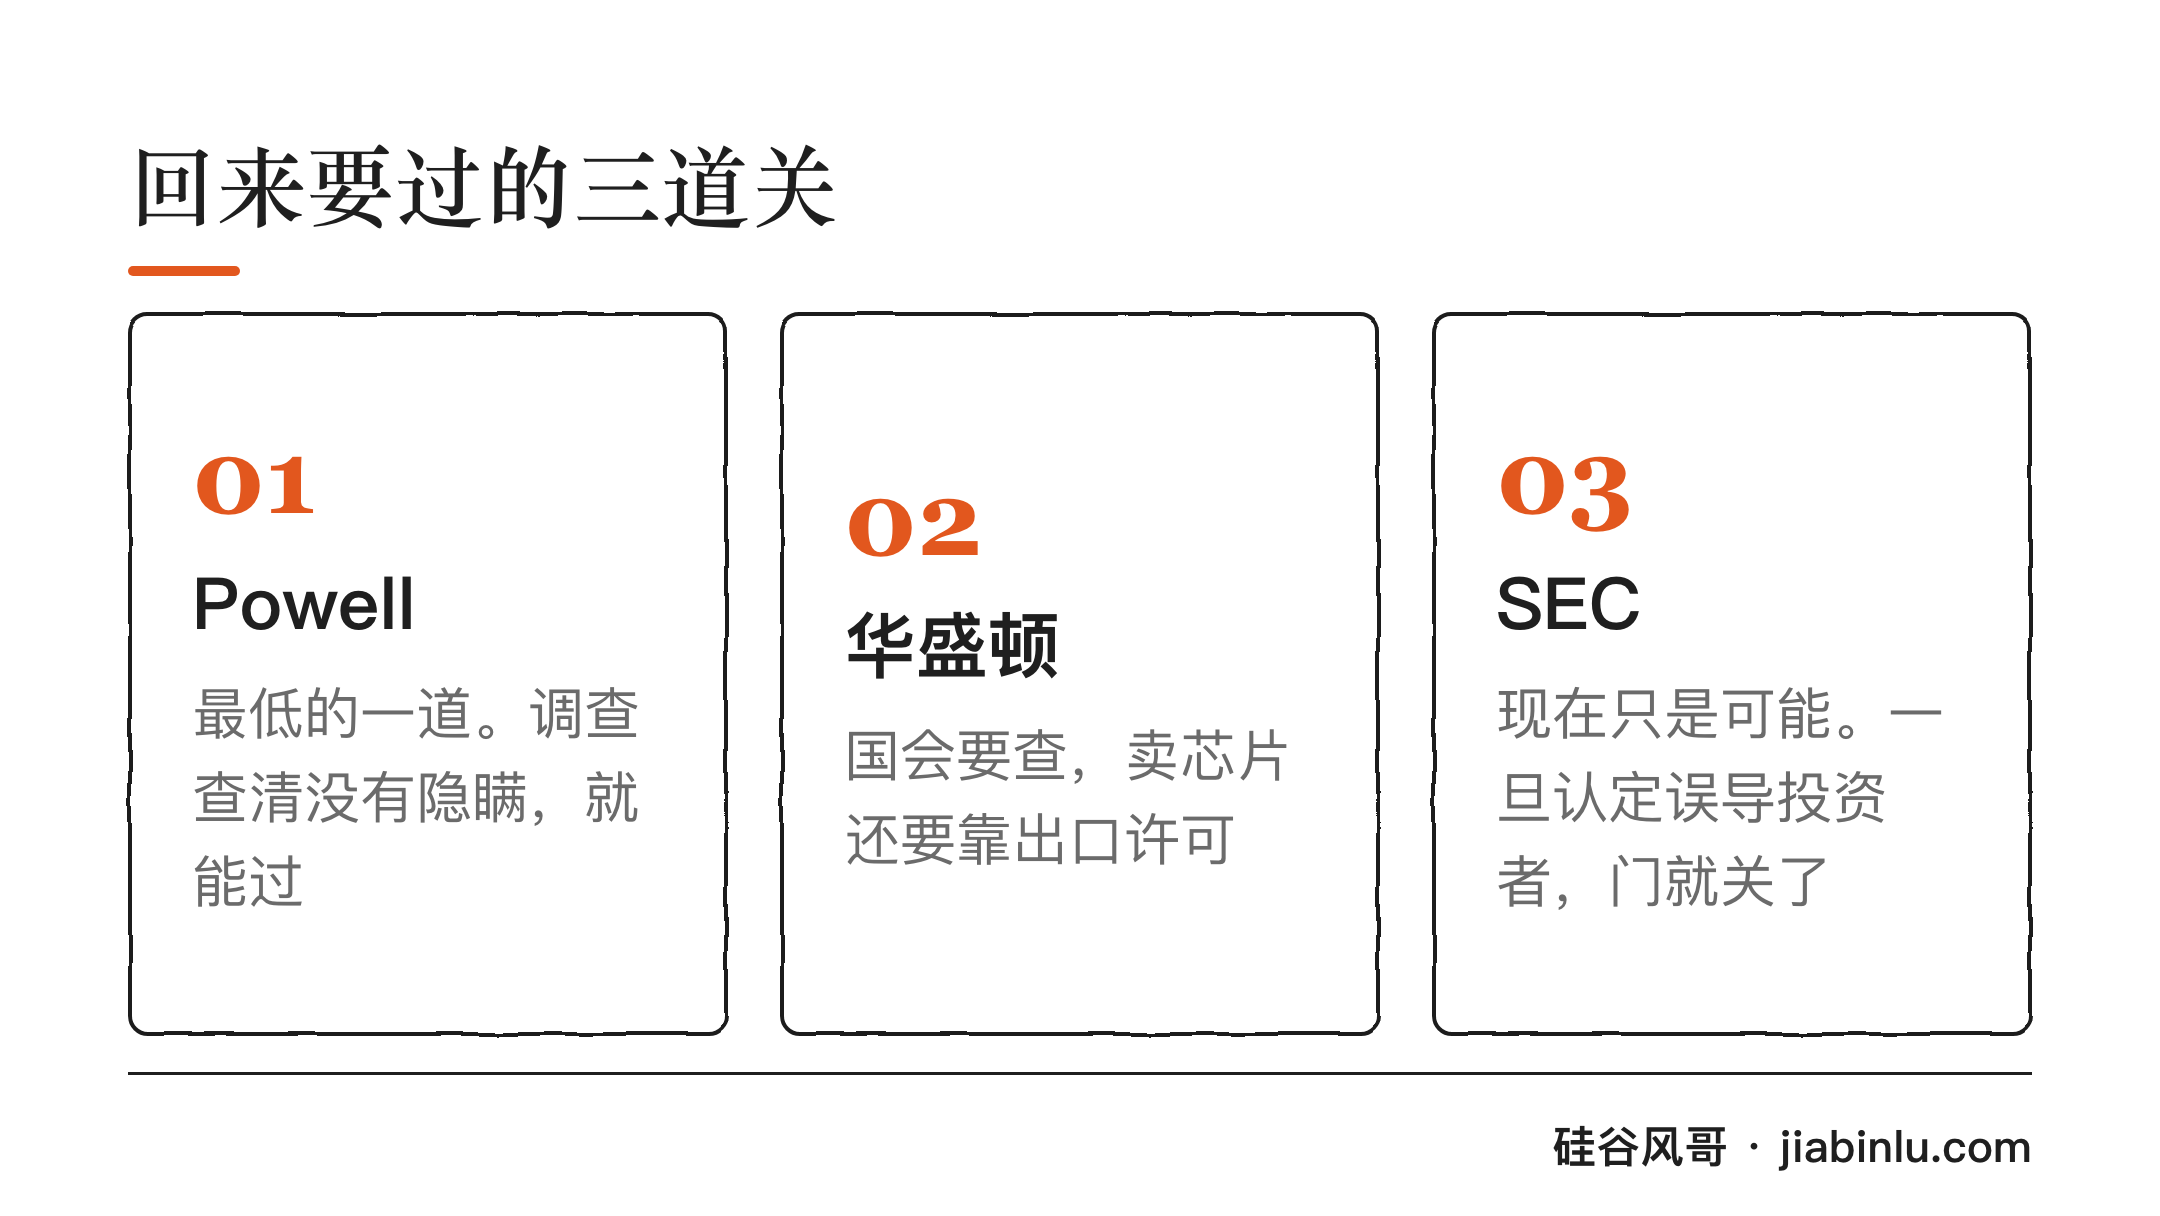 回来要过的三道关
01
Powell
最低的一道。调查
查清没有隐瞒，就
能过
02
华盛顿
国会要查，卖芯片
还要靠出口许可
03
SEC
现在只是可能。一
旦认定误导投资
者，门就关了
硅谷风哥 · jiabinlu.com